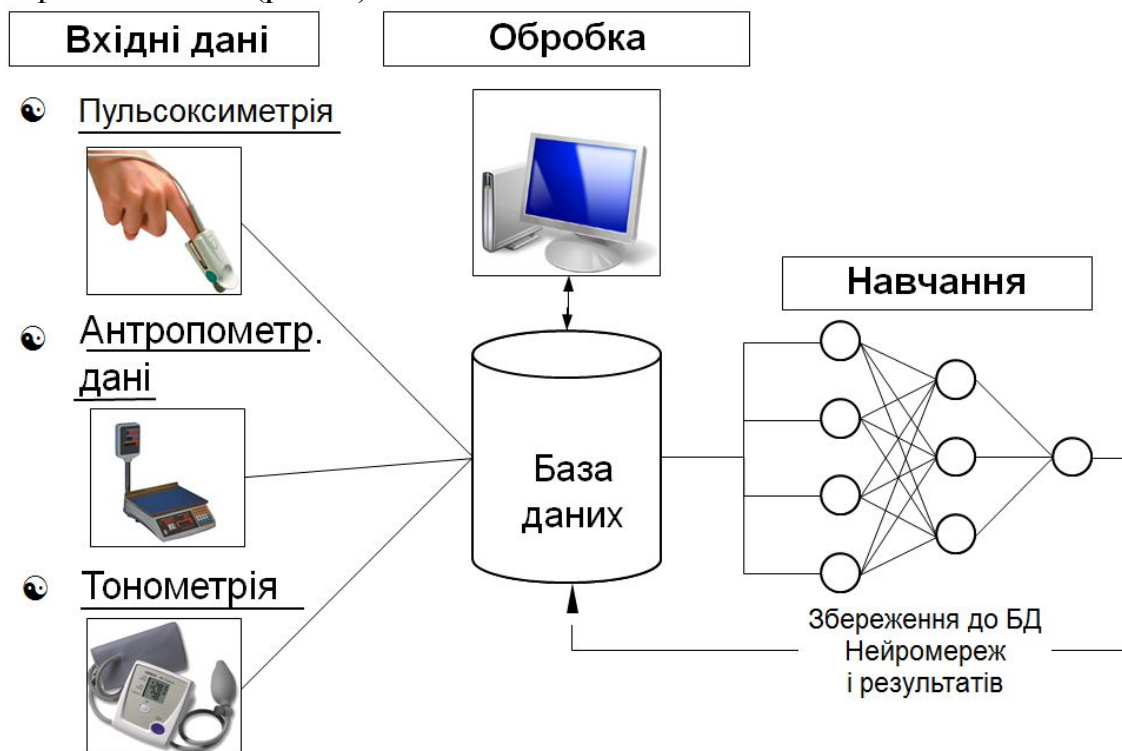 Вхідні дані
Обробка
Пульсоксиметрія
Антропометр.
дані
Тонометрія
База
даних
Навчання
Збереження до БД
Нейромереж
і результатів